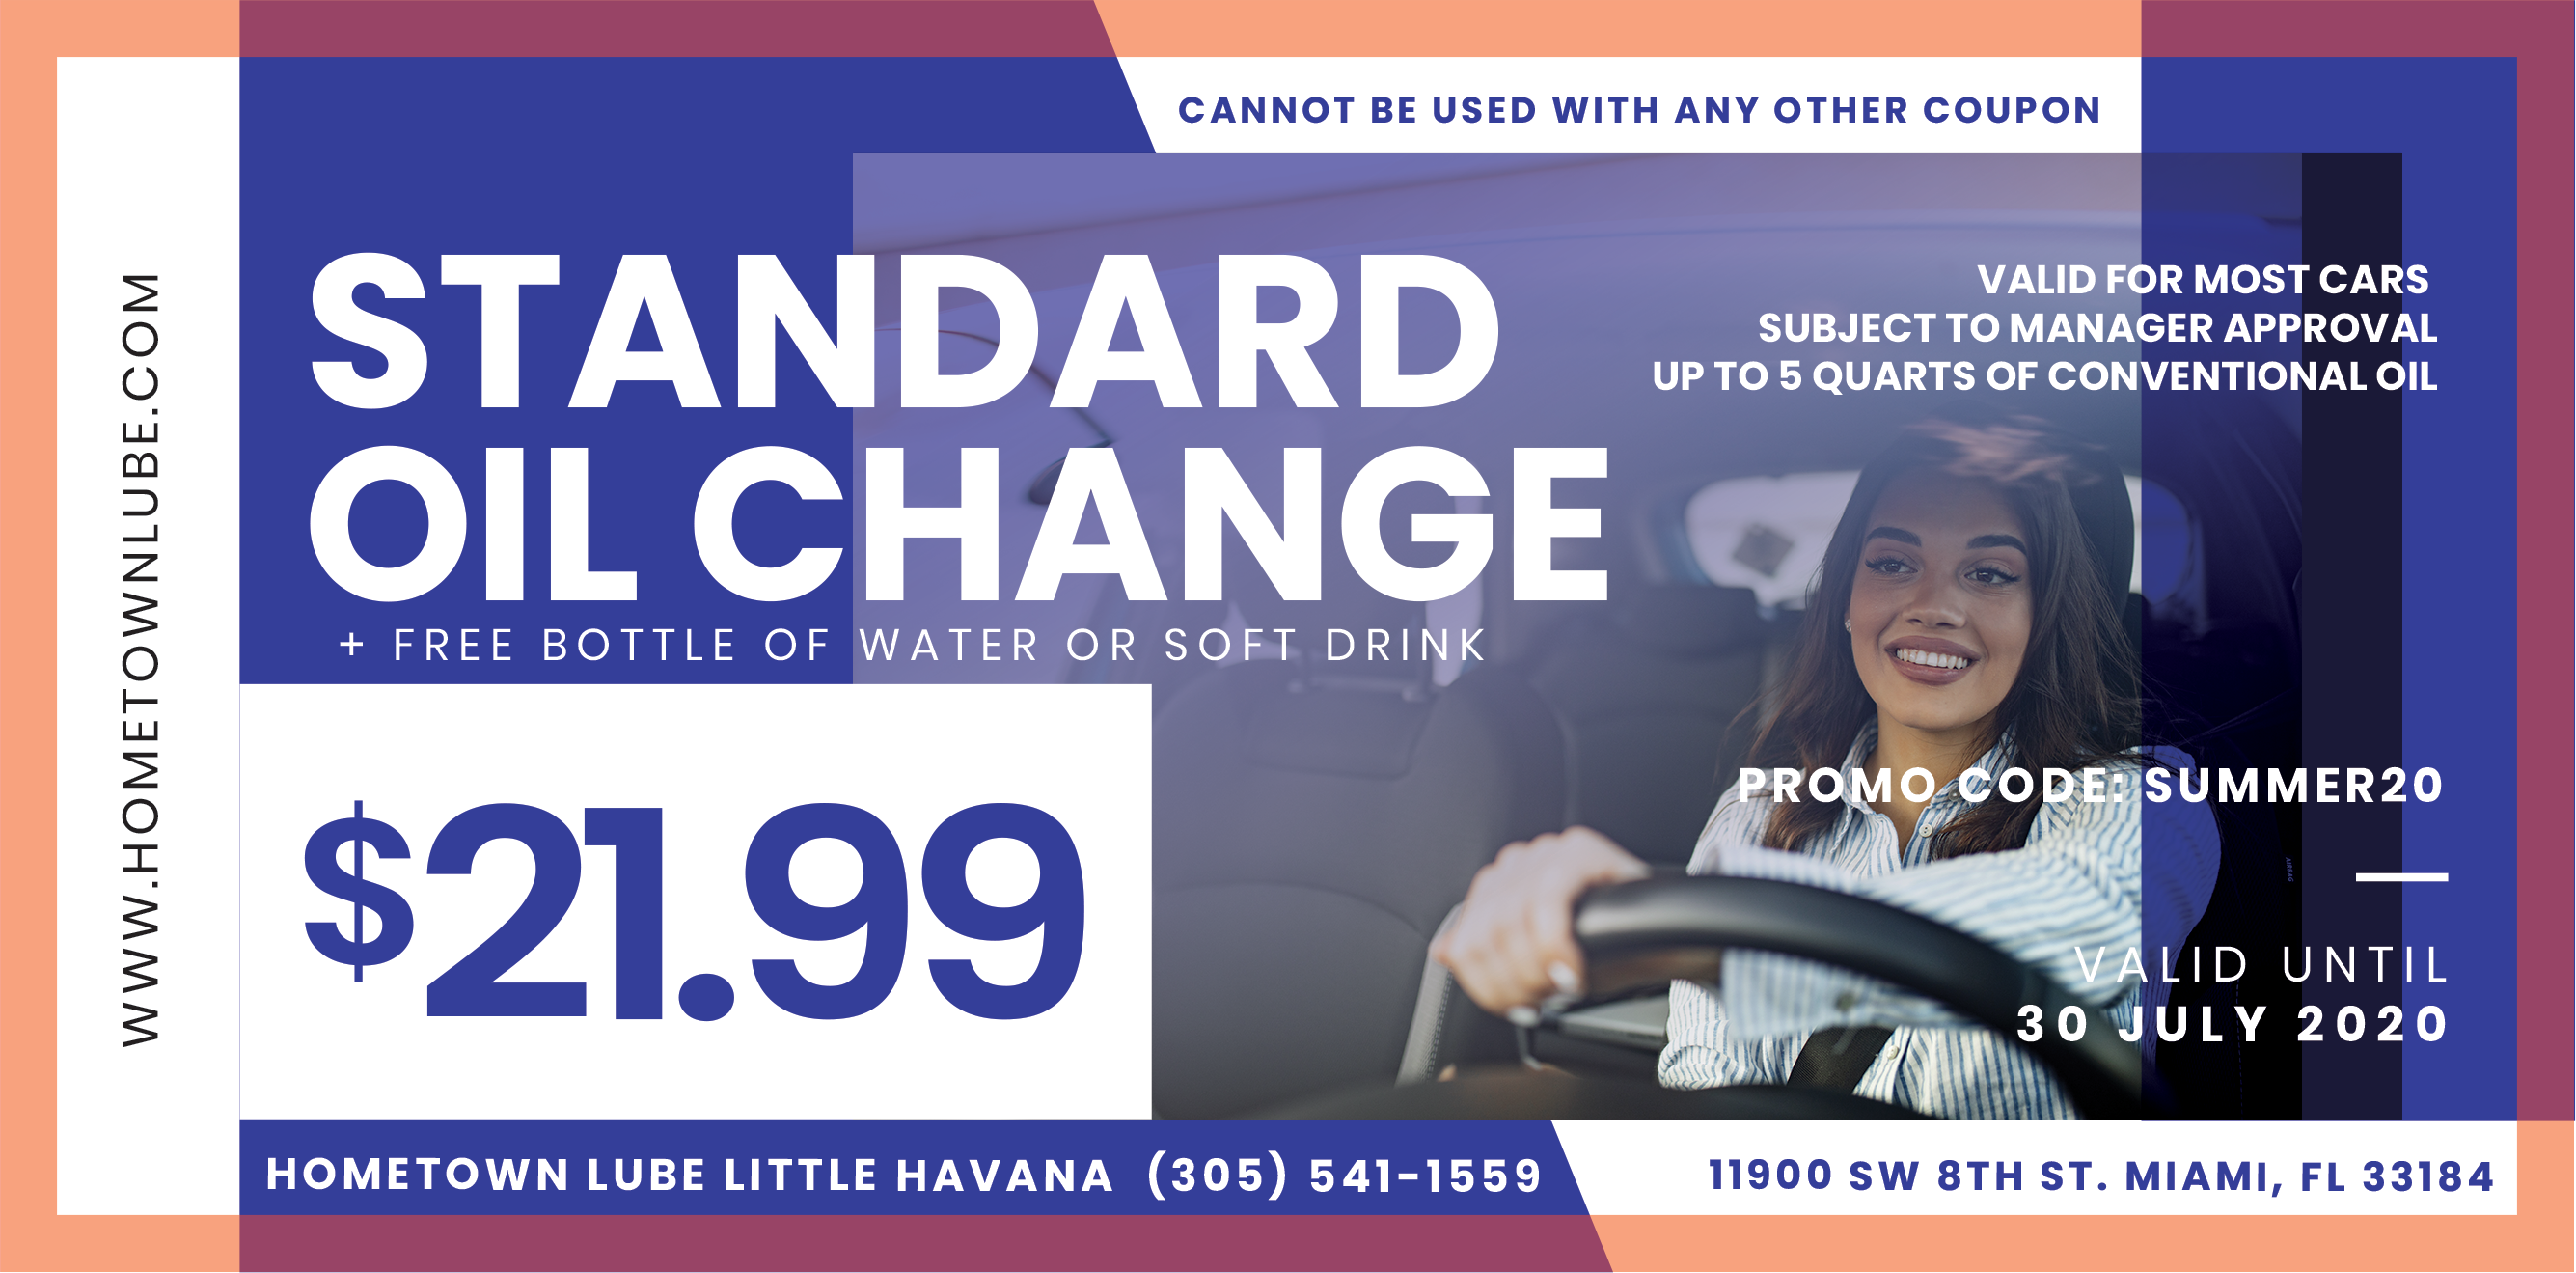 CANNOT BE USED WITH ANY OTHER COUPON
WWW.HOMETOWNLUBE.COM
STANDARD
OIL CHANGE
+ FREE BOTTLE OF WATER OR SOFT DRINK
VALID FOR MOST CARS
SUBJECT TO MANAGER APPROVAL
UP TO 5 QUARTS OF CONVENTIONAL OIL
$21.99
PROMO CODE: SUMMER20
VALID UNTIL
30 JULY 2020
HOMETOWN LUBE LITTLE HAVANA (305) 541-1559
11900 SW 8TH ST. MIAMI, FL 33184
AIRBAG